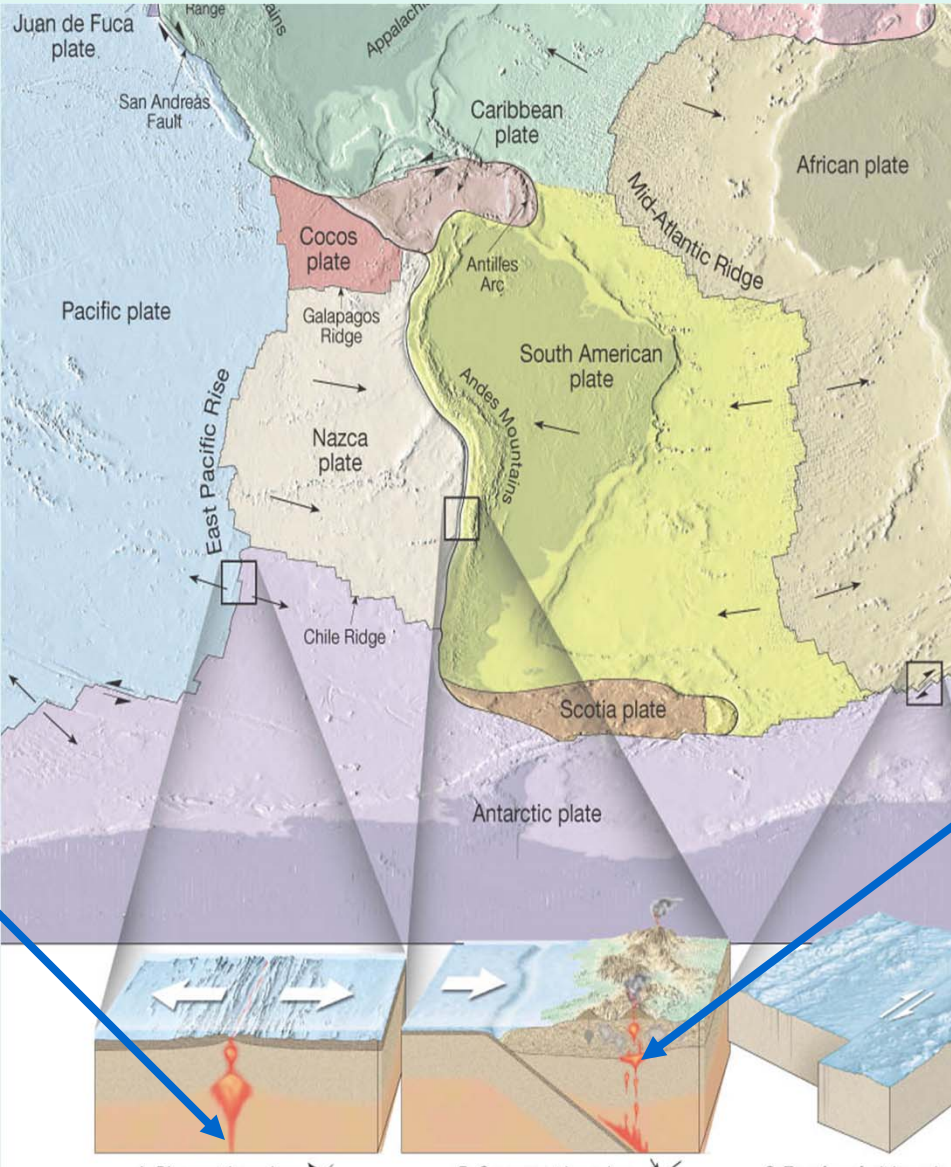 Range
Juan de Fuca
plate
San Andreas
Fault
Caribbean
plate
African plate
Mid-Atlantic Ridge
Cocos
plate
Antilles
Arc
Pacific plate
Galapagos
Ridge
South American
plate
East Pacific Rise
Andes Mountains
Nazca
plate
Chile Ridge
Scotia plate
Antarctic plate